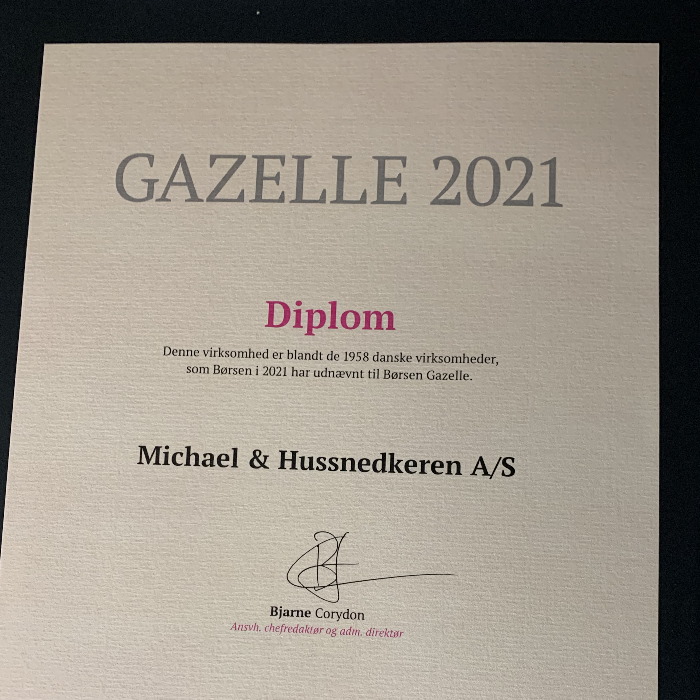 GAZELLE 2021
Diplom
Denne virksomhed er blandt de 1958 danske virksomheder,
som Børsen i 2021 har udnævnt til Børsen Gazelle.
Michael & Hussnedkeren A/S
Bjarne Corydon
Ansvh. chefredaktør og adm. direktør